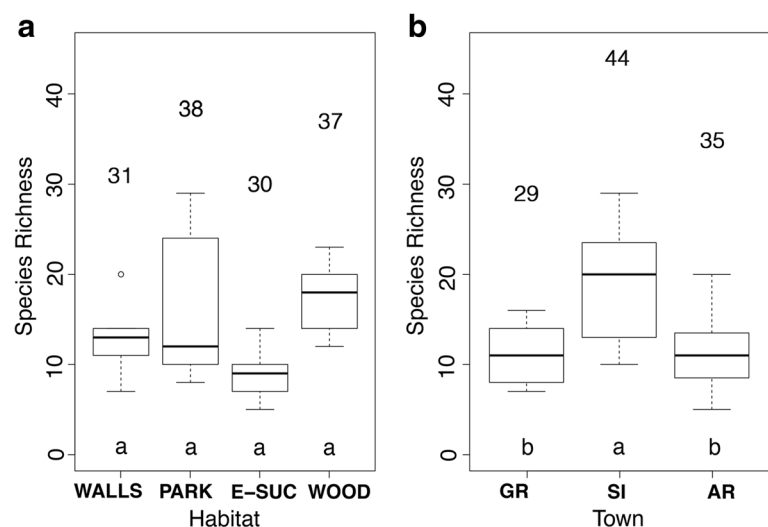 a
Species Richness
0
10
20
30
40
31
38
30
37
a
a
a
a
WALLS PARK E–SUC WOOD
Habitat
b
Species Richness
0
10
20
30
40
29
44
35
b
a
b
GR SI AR
Town